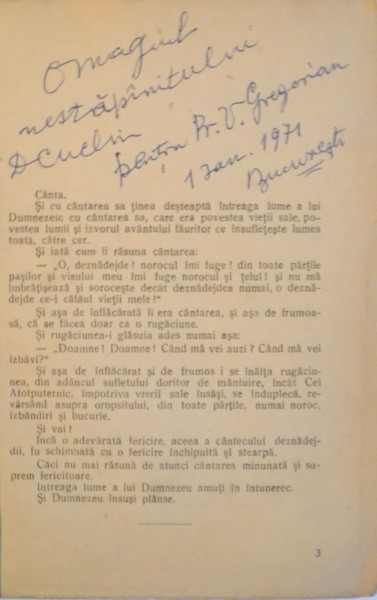 Omagiul
nestăpînitului
D Cuclin
pentru Pr. V. Gregorian
1 Ian. 1971
București
Cânta.
Și cu cântarea sa ținea deșteaptă întreaga lume a lui
Dumnezeu; cu cântarea sa, care era povestea vieții sale, po-
vestea lumii și izvorul avântului făuritor ce însuflețește lumea
toată, către cer.
Și iată cum îi răsuna cântarea:
— „O, deznădejde! norocul îmi fuge! din toate părțile
pașilor și visului meu îmi fuge norocul și țelul! și nu mă
îmbrățișează și sorocește decât deznădejdea numai, o deznă-
dejde ce-i călăul vieții mele!"
Și așa de înflăcărată îi era cântarea, și așa de frumoa-
să, că se făcea doar ca o rugăciune.
Și rugăciunea-i glăsuia ades numai așa:
— „Doamne! Doamne! Când mă vei auzi? Când mă vei
izbăvi?"
Și așa de înflăcărat și de frumos i se înălța rugăciu-
nea, din adâncul sufletului doritor de mântuire, încât Cel
Atotputernic, împotriva vrerii sale însăși, se înduplecă, re-
vărsând asupra oropsitului, din toate părțile, numai noroc,
izbândiri și bucurie.
Și vai!
Încă o adevărată fericire, aceea a cântecului deznădej-
dii, fu schimbată cu o fericire închipuită și stearpă.
Căci nu mai răsună de atunci cântarea minunată și su-
prem fericitoare.
Întreaga lume a lui Dumnezeu amuți în întunerec.
Și Dumnezeu însuși plânse.
3